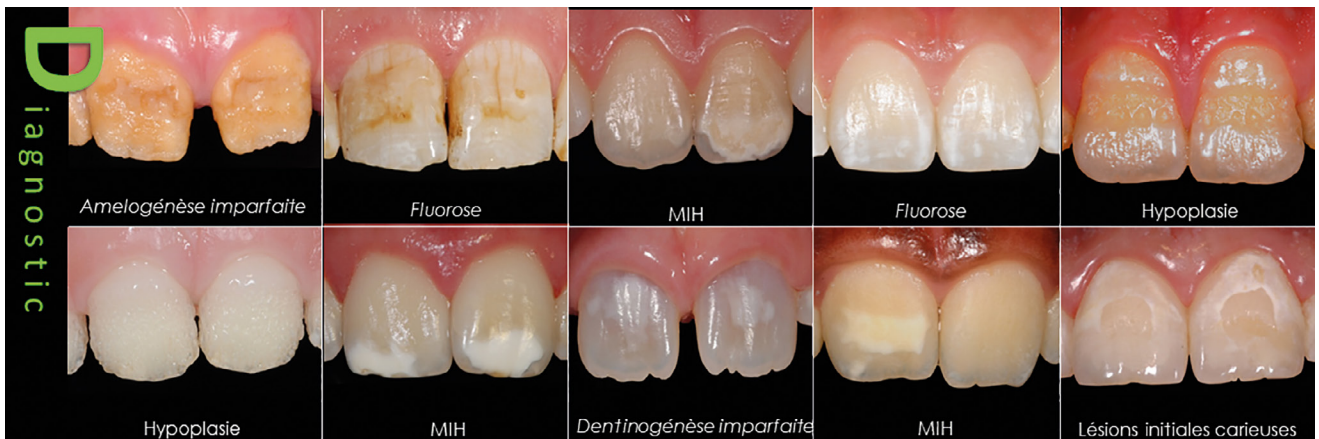 Diagnostic
Amelogénèse imparfaite
Fluorose
MIH
Fluorose
Hypoplasie
Hypoplasie
MIH
Dentinogénèse imparfaite
MIH
Lésions initiales carieuses